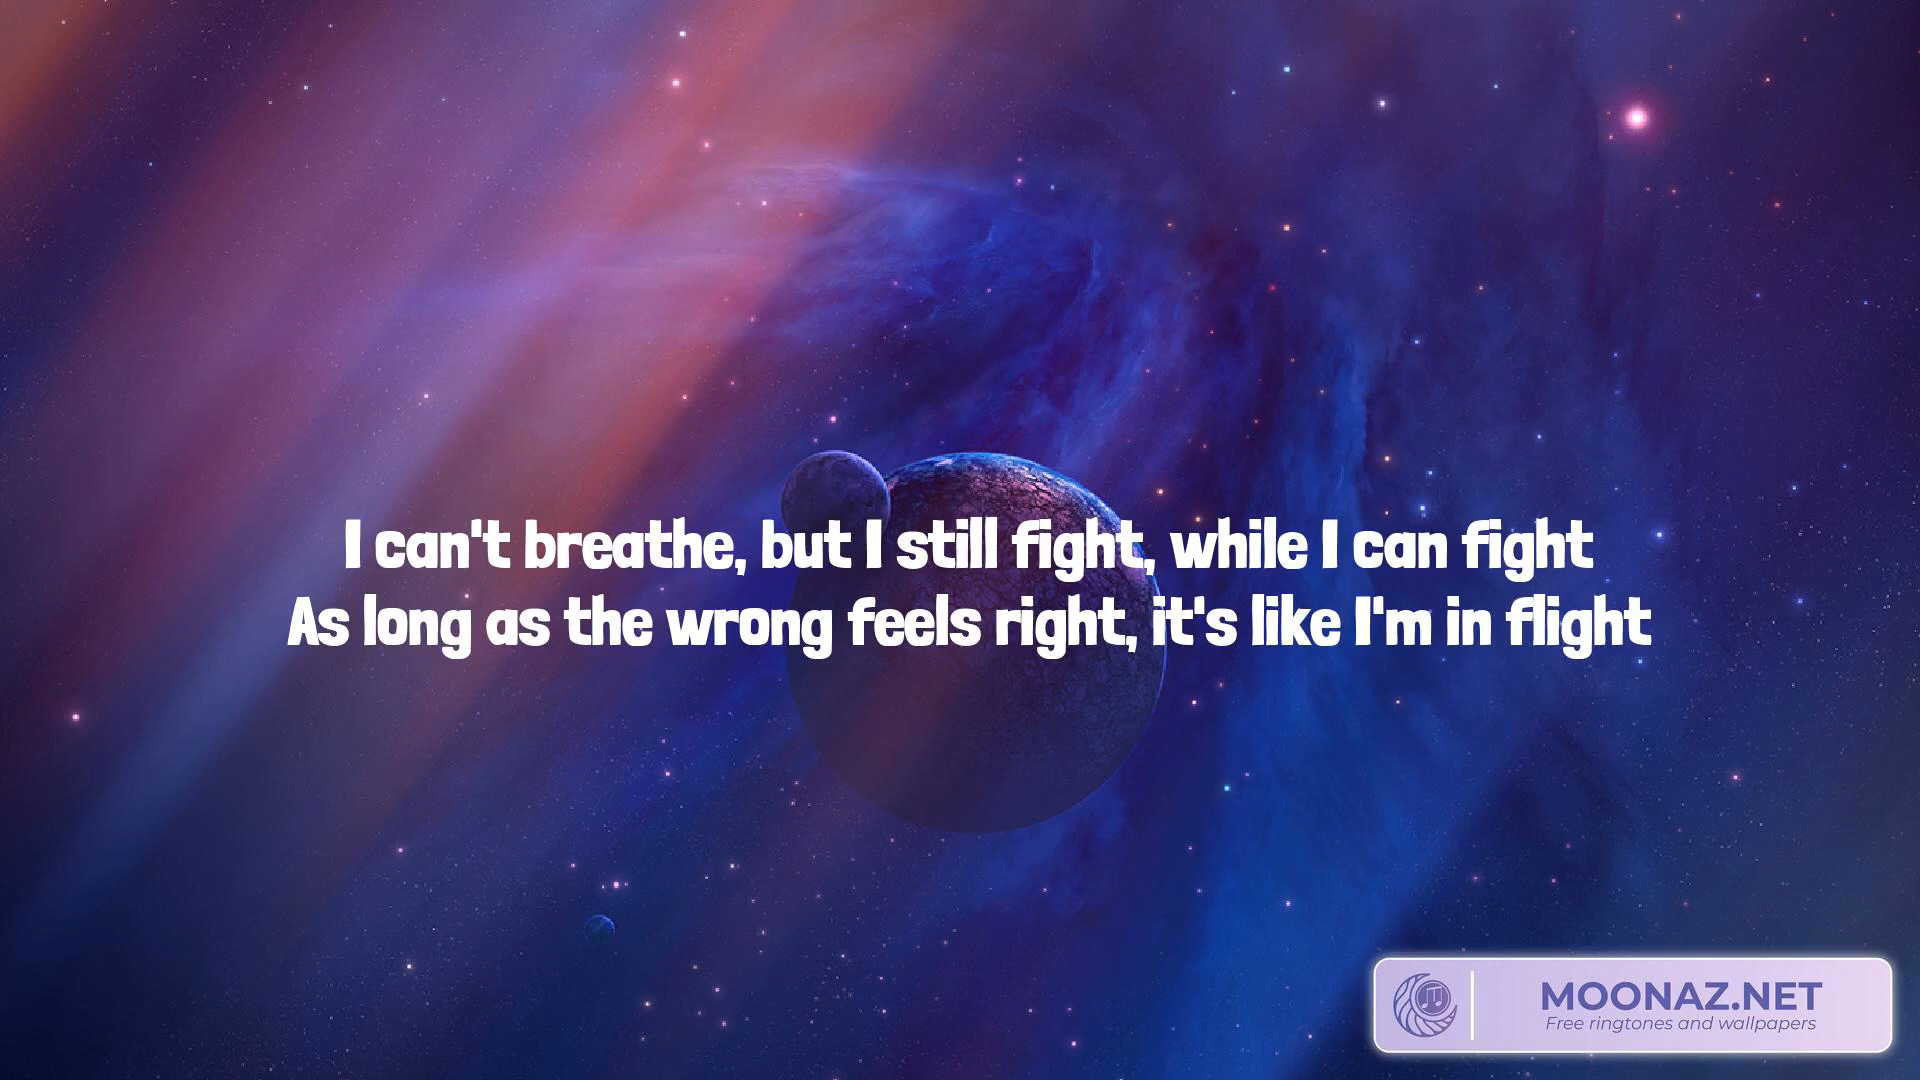 I can't breathe, but I still fight, while I can fight
As long as the wrong feels right, it's like I'm in flight
MOONAZ.NET
Free ringtones and wallpapers